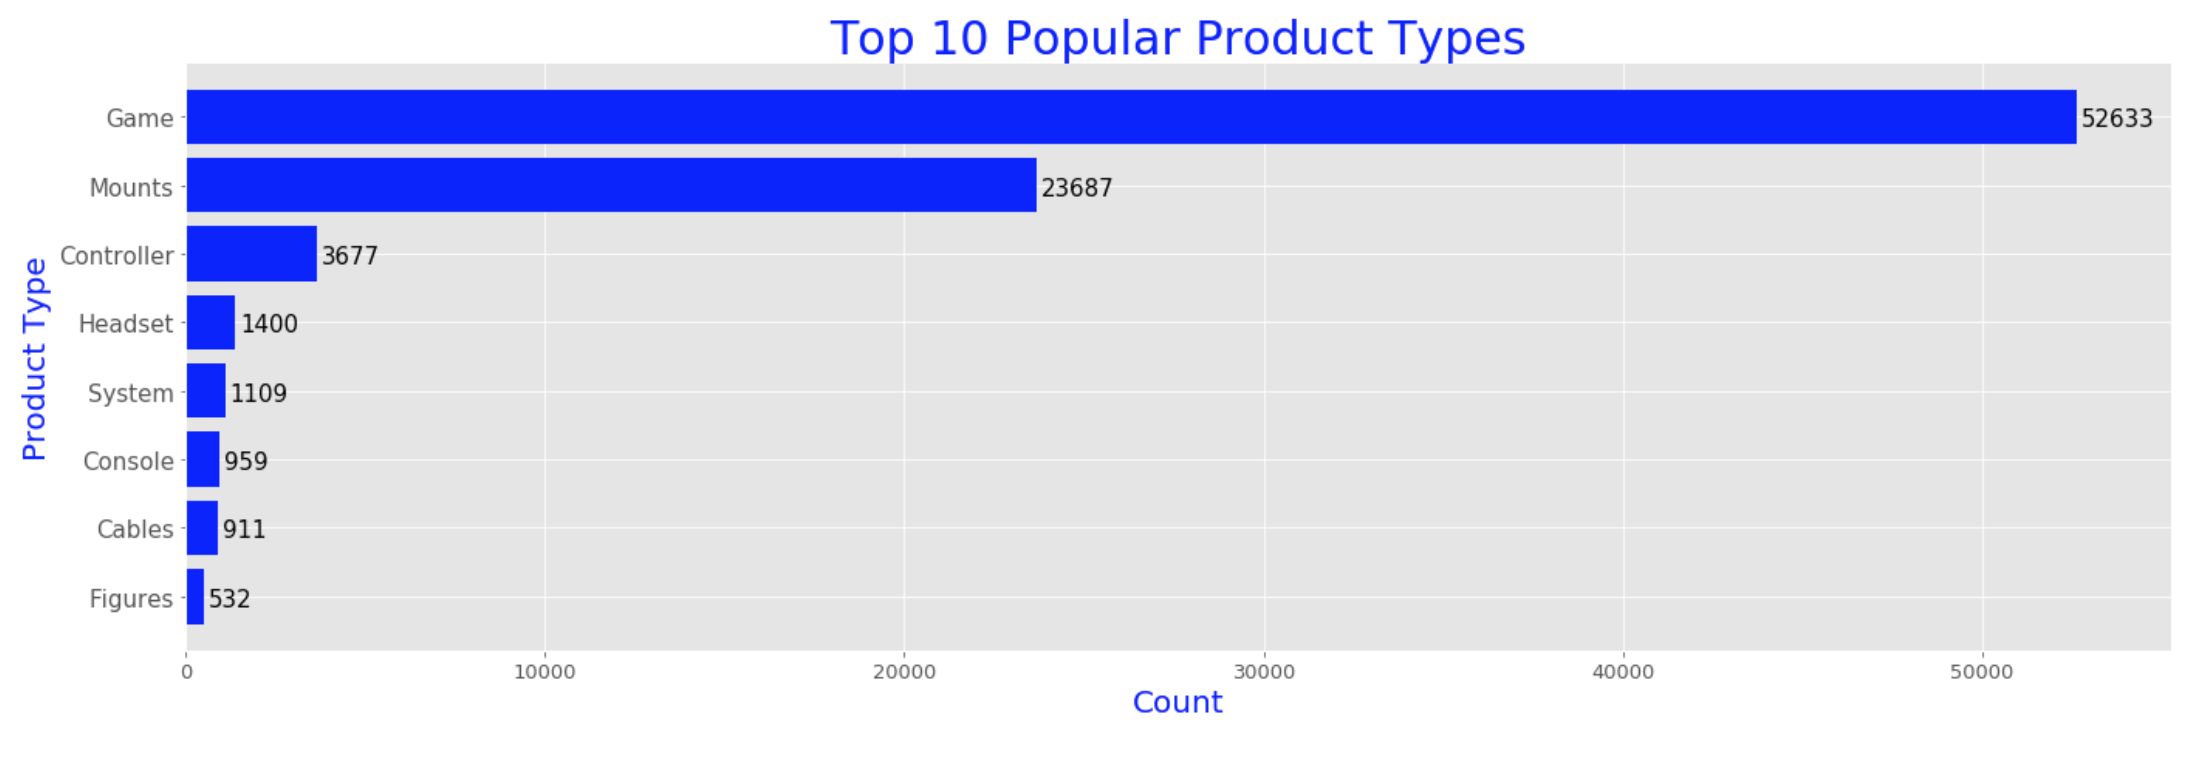 Top 10 Popular Product Types
Product Type
Game 52633
Mounts 23687
Controller 3677
Headset 1400
System 1109
Console 959
Cables 911
Figures 532
0 10000 20000 30000 40000 50000
Count